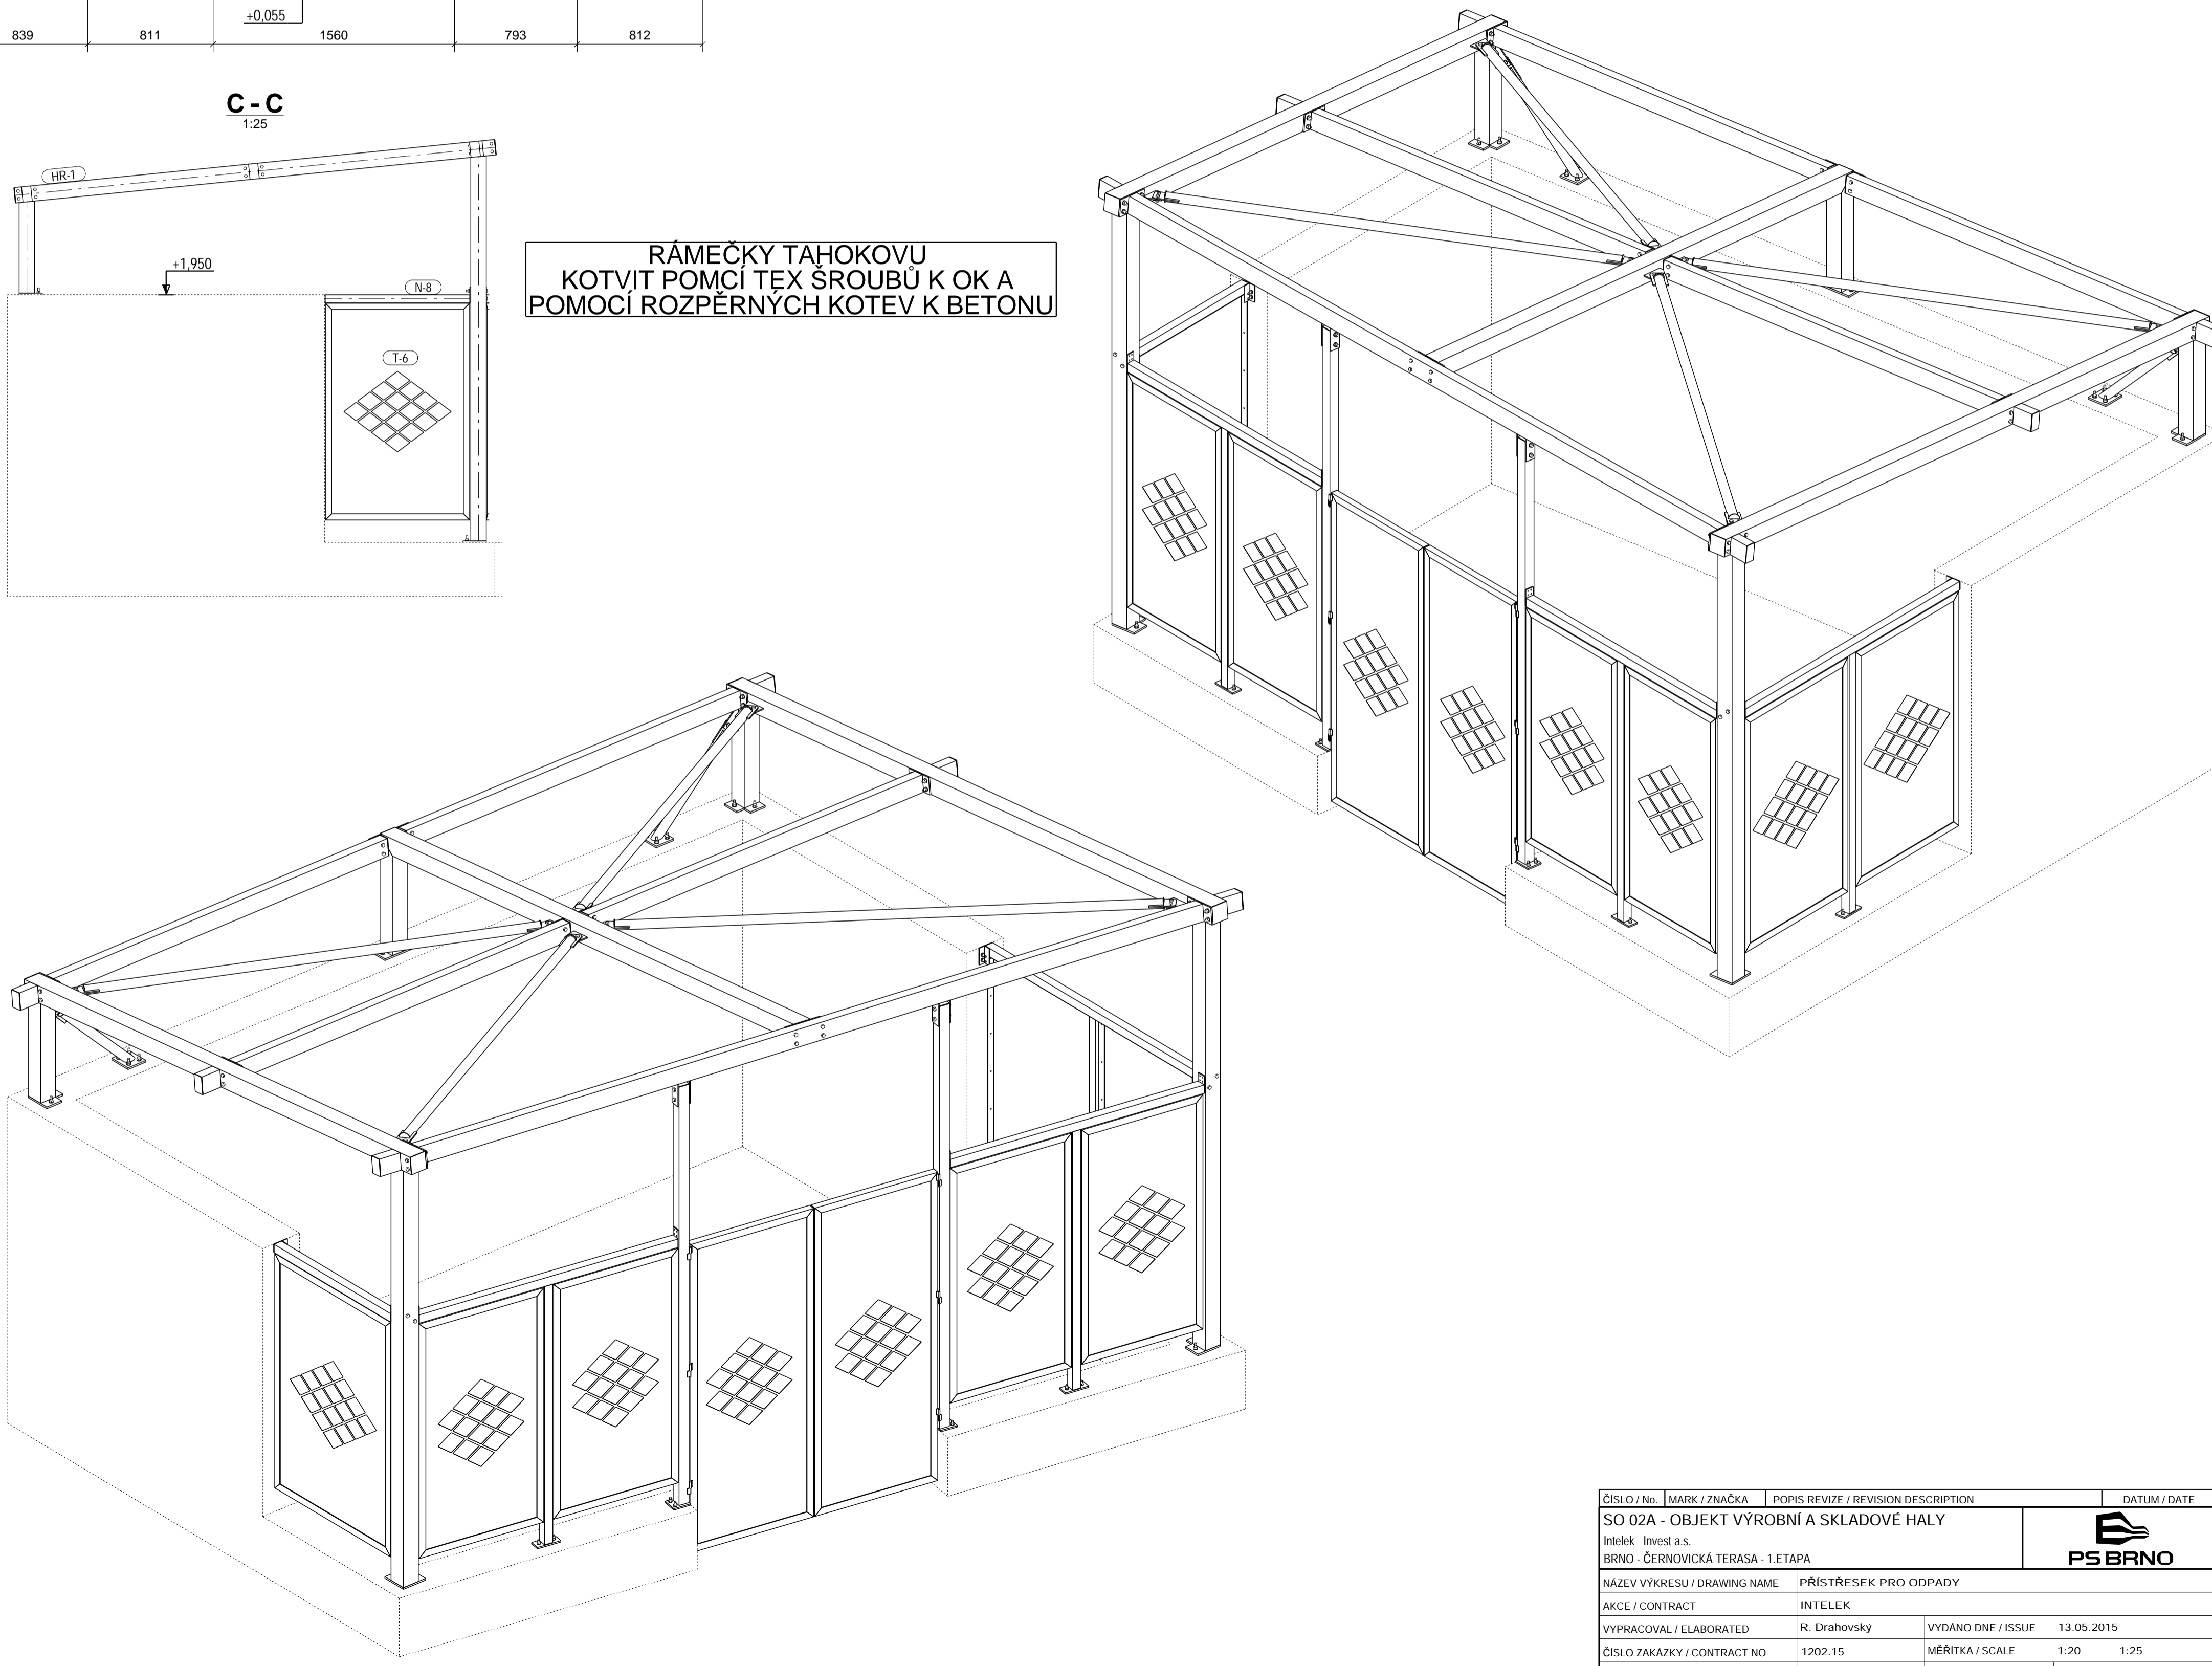 +0,055
839 811 1560 793 812
C - C
1:25
HR-1
+1,950
N-8
T-6
RÁMEČKY TAHOKOVU
KOTVIT POMCÍ TEX ŠROUBŮ K OK A
POMOCÍ ROZPĚRNÝCH KOTEV K BETONU
ČÍSLO / No. MARK / ZNAČKA POPIS REVIZE / REVISION DESCRIPTION DATUM / DATE
SO 02A - OBJEKT VÝROBNÍ A SKLADOVÉ HALY
Intelek Invest a.s.
BRNO - ČERNOVICKÁ TERASA - 1.ETAPA
PS BRNO
NÁZEV VÝKRESU / DRAWING NAME PŘÍSTŘESEK PRO ODPADY
AKCE / CONTRACT INTELEK
VYPRACOVAL / ELABORATED R. Drahovský VYDÁNO DNE / ISSUE 13.05.2015
ČÍSLO ZAKÁZKY / CONTRACT NO 1202.15 MĚŘÍTKA / SCALE 1:20 1:25